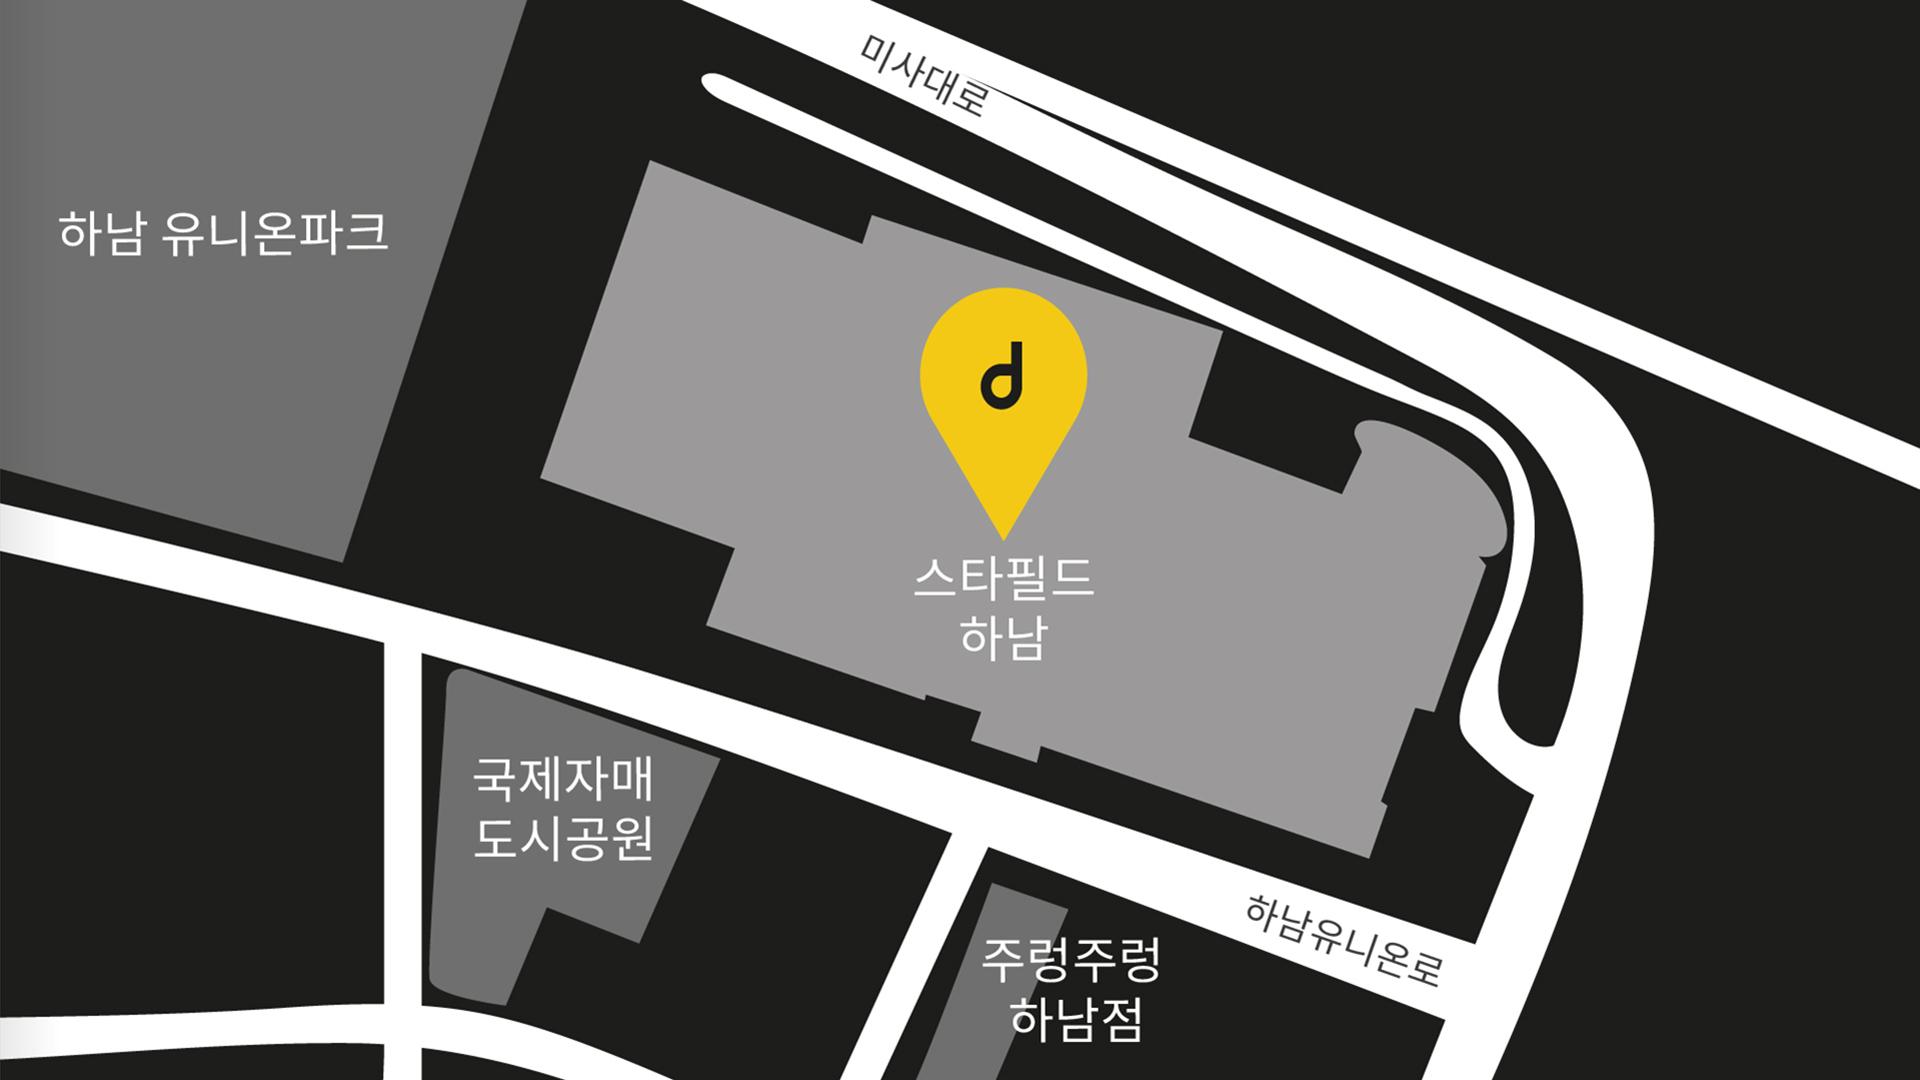 미사대로
하남 유니온파크
d
스타필드
하남
국제자매
도시공원
하남유니온로
주렁주렁
하남점